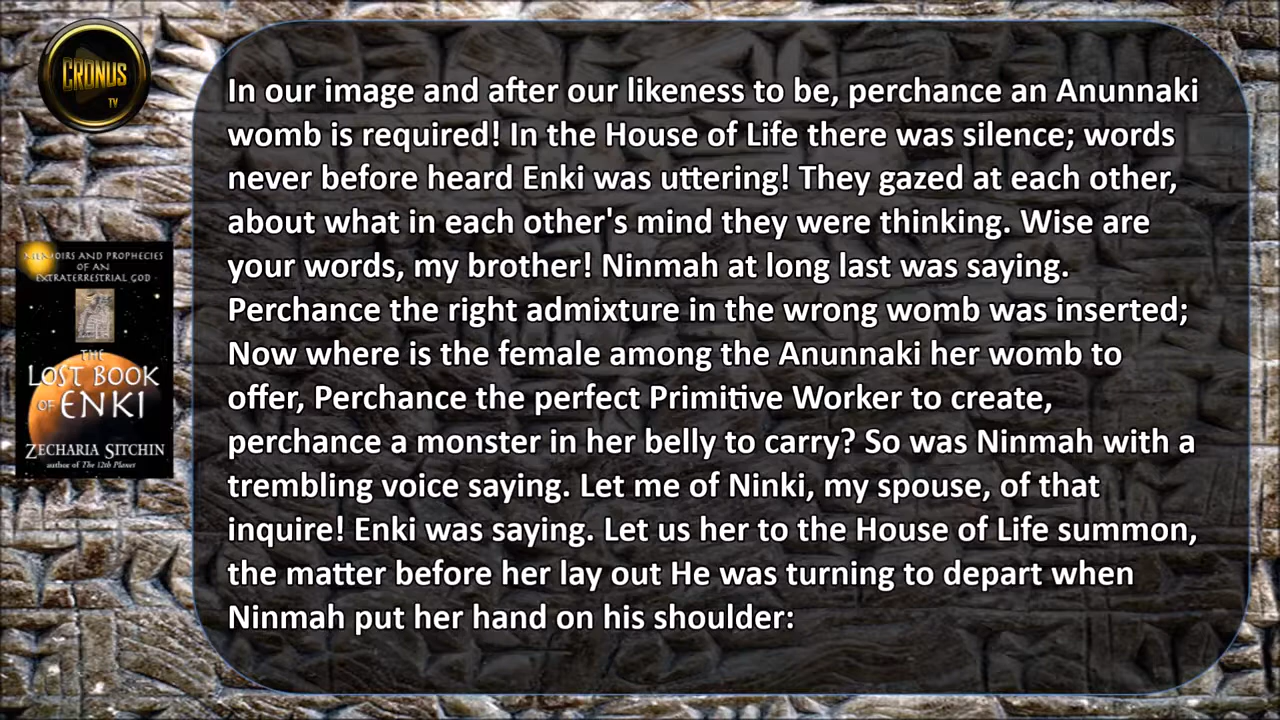 CRONUS
TV
In our image and after our likeness to be, perchance an Anunnaki
womb is required! In the House of Life there was silence; words
never before heard Enki was uttering! They gazed at each other,
about what in each other's mind they were thinking. Wise are
your words, my brother! Ninmah at long last was saying.
Perchance the right admixture in the wrong womb was inserted;
Now where is the female among the Anunnaki her womb to
offer, Perchance the perfect Primitive Worker to create,
perchance a monster in her belly to carry? So was Ninmah with a
trembling voice saying. Let me of Ninki, my spouse, of that
inquire! Enki was saying. Let us her to the House of Life summon,
the matter before her lay out He was turning to depart when
Ninmah put her hand on his shoulder:
MEMOIRS AND PROPHECIES
OF AN
EXTRATERRESTRIAL GOD
THE
LOST BOOK
OF ENKI
ZECHARIA SITCHIN
author of The 12th Planet